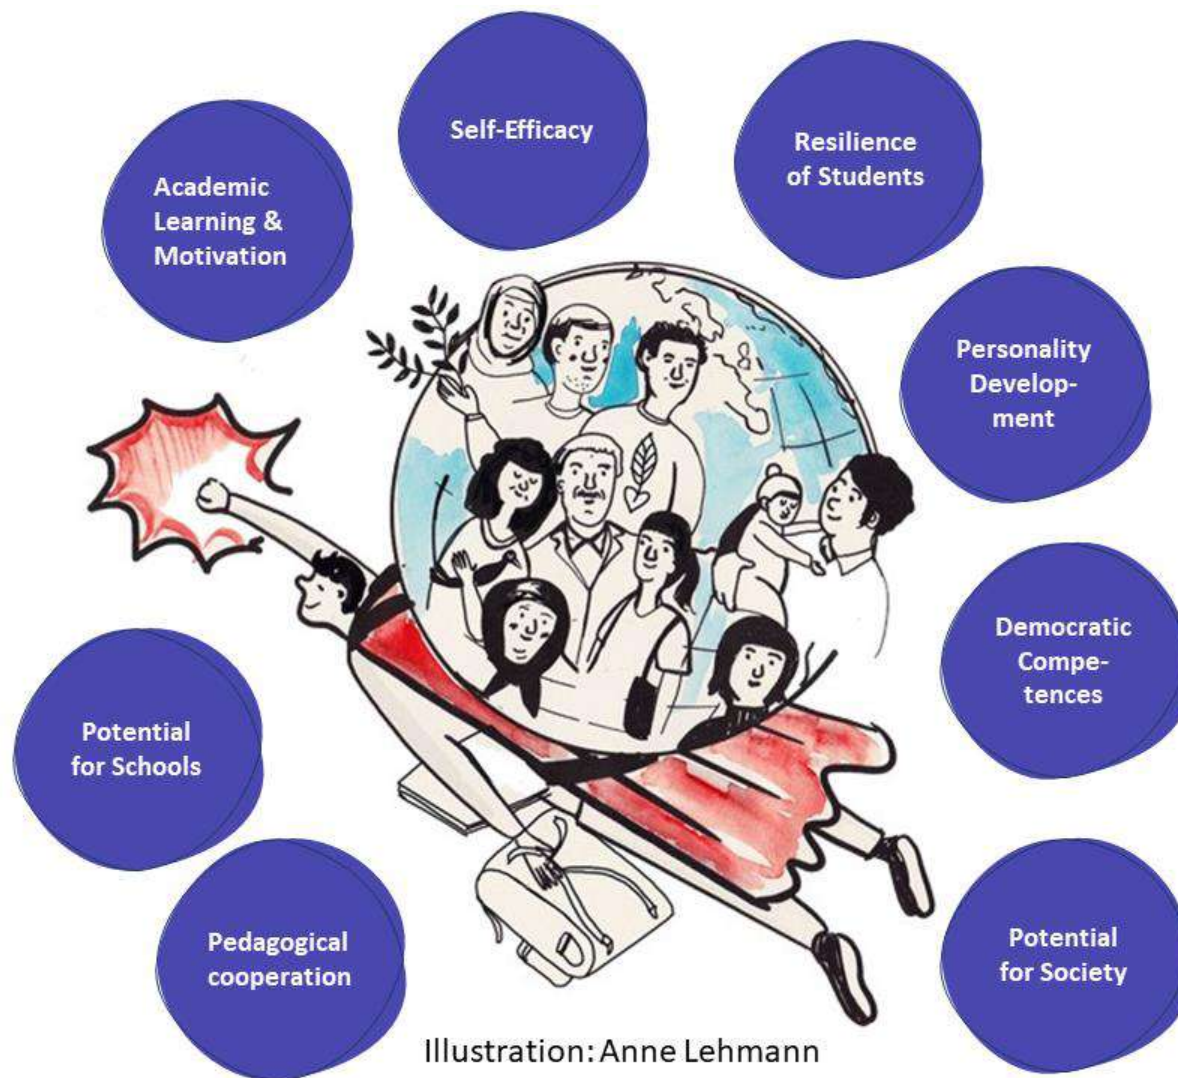 Self-Efficacy
Resilience
of Students
Academic
Learning &
Motivation
Personality
Develop-
ment
Democratic
Compe-
tences
Potential
for Schools
Pedagogical
cooperation
Potential
for Society
Illustration: Anne Lehmann